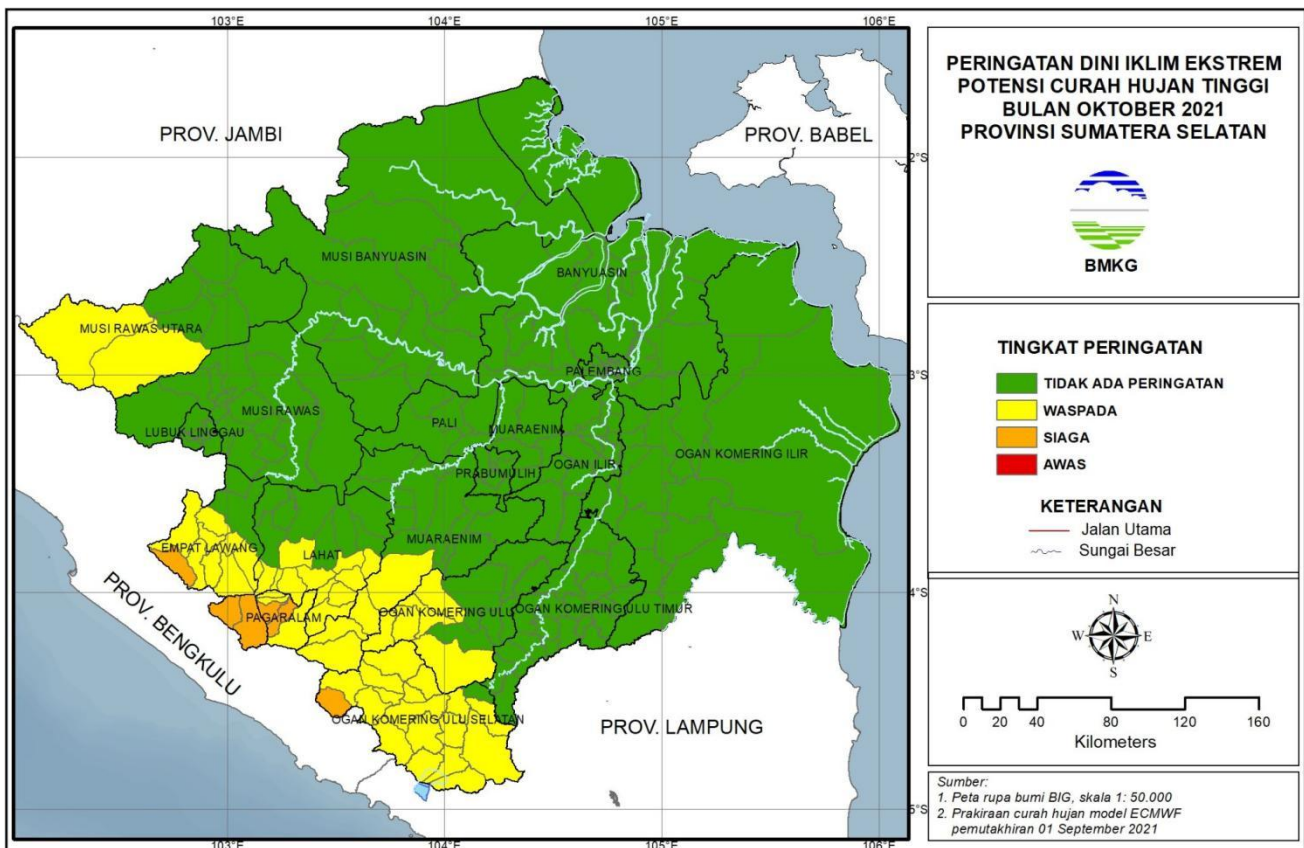 103°E
104°E
105°E
106°E
PROV. JAMBI
PROV. BABEL
2°S
MUSI BANYUASIN
BANYUASIN
MUSI RAWAS UTARA
PALEMBANG
3°S
MUSI RAWAS
LUBUK LINGGAU
PALI
MUARAENIM
OGAN KOMERING ILIR
PRABUMULIH
OGAN ILIR
EMPAT LAWANG
LAHAT
MUARAENIM
4°S
PAGARALAM
OGAN KOMERING ULU
OGAN KOMERING ULU TIMUR
PROV. BENGKULU
OGAN KOMERING ULU SELATAN
PROV. LAMPUNG
5°S
103°E
104°E
105°E
106°E
PERINGATAN DINI IKLIM EKSTREM
POTENSI CURAH HUJAN TINGGI
BULAN OKTOBER 2021
PROVINSI SUMATERA SELATAN
BMKG
TINGKAT PERINGATAN
TIDAK ADA PERINGATAN
WASPADA
SIAGA
AWAS
KETERANGAN
Jalan Utama
Sungai Besar
N
W
E
S
0 20 40 80 120 160
Kilometers
Sumber:
1. Peta rupa bumi BIG, skala 1: 50.000
2. Prakiraan curah hujan model ECMWF
pemutakhiran 01 September 2021